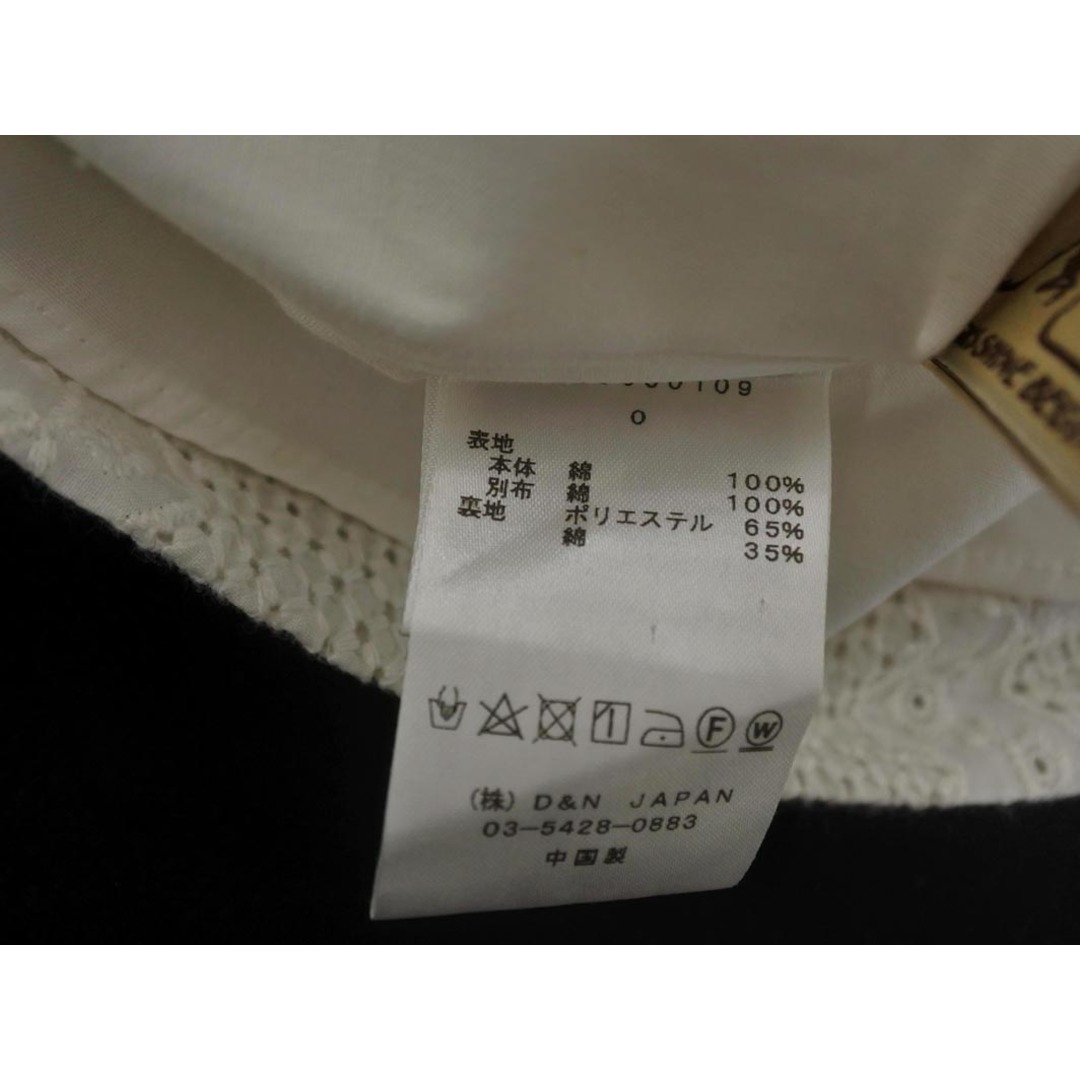 0109
0
表地
本体 綿 100%
別布 綿 100%
裏地 ポリエステル 65%
綿 35%
F W
(株) D&N JAPAN
03-5428-0883
中国製